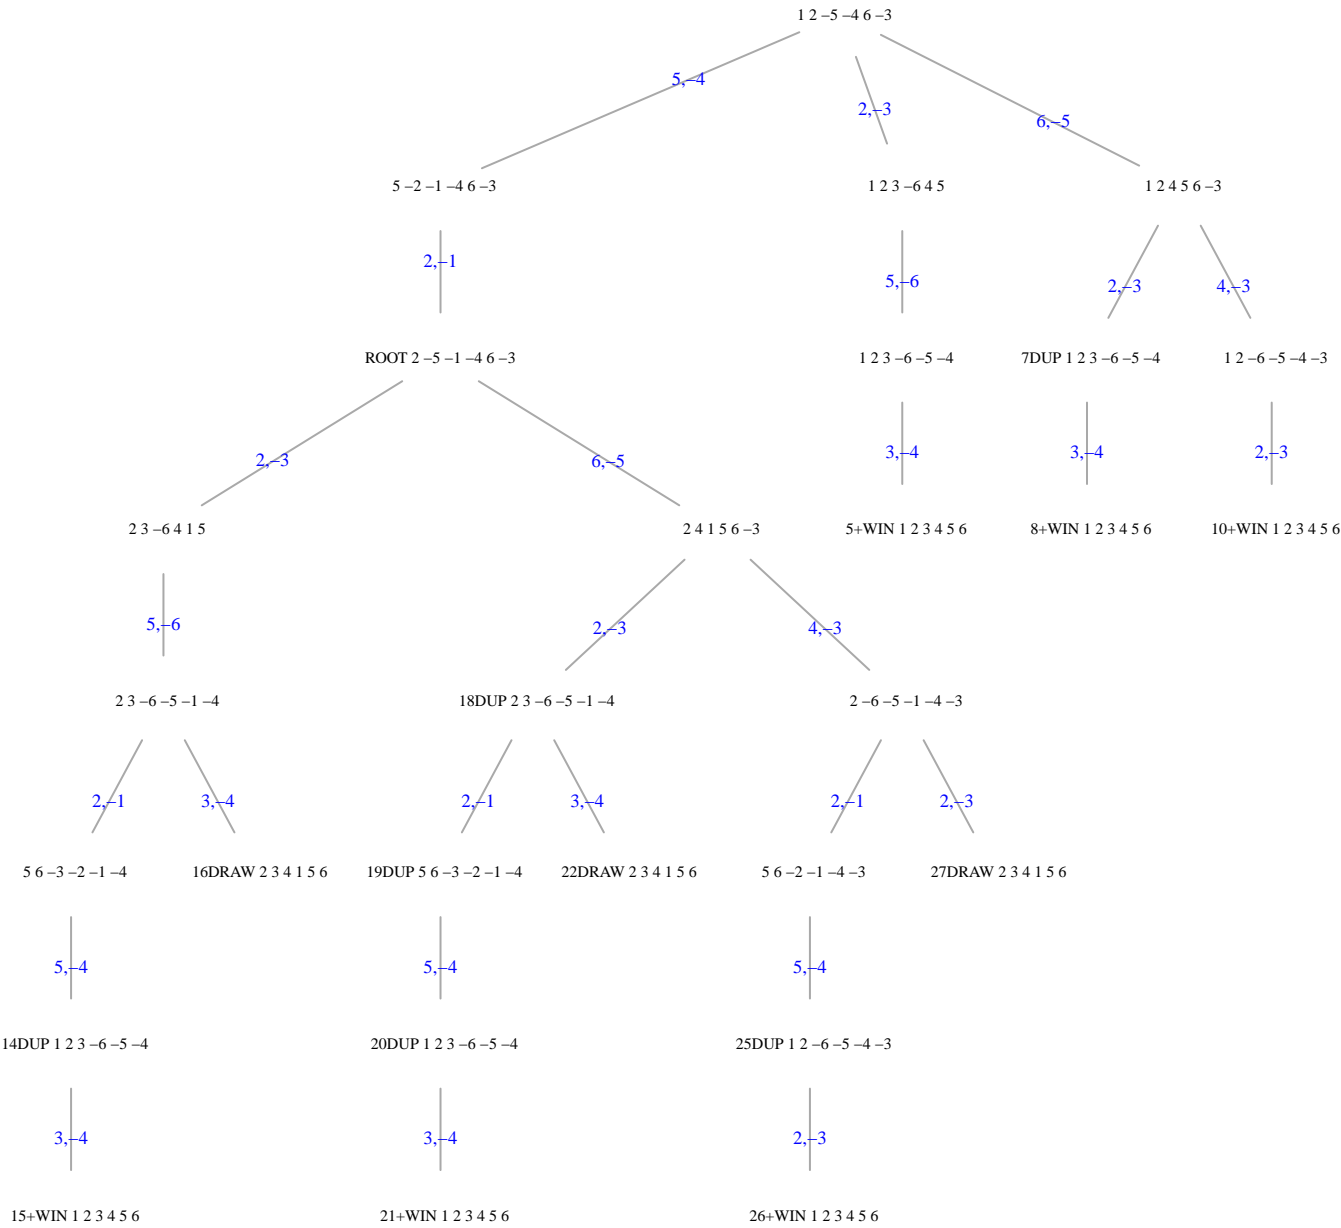 1 2 −5 −4 6 −3
5,−4
2,−3
6,−5
5 −2 −1 −4 6 −3
1 2 3 −6 4 5
1 2 4 5 6 −3
2,−1
5,−6
2,−3
4,−3
ROOT 2 −5 −1 −4 6 −3
1 2 3 −6 −5 −4
7DUP 1 2 3 −6 −5 −4
1 2 −6 −5 −4 −3
2,−3
6,−5
3,−4
3,−4
2,−3
2 3 −6 4 1 5
2 4 1 5 6 −3
5+WIN 1 2 3 4 5 6
8+WIN 1 2 3 4 5 6
10+WIN 1 2 3 4 5 6
5,−6
2,−3
4,−3
2 3 −6 −5 −1 −4
18DUP 2 3 −6 −5 −1 −4
2 −6 −5 −1 −4 −3
2,−1
3,−4
2,−1
3,−4
2,−1
2,−3
5 6 −3 −2 −1 −4
16DRAW 2 3 4 1 5 6
19DUP 5 6 −3 −2 −1 −4
22DRAW 2 3 4 1 5 6
5 6 −2 −1 −4 −3
27DRAW 2 3 4 1 5 6
5,−4
5,−4
5,−4
14DUP 1 2 3 −6 −5 −4
20DUP 1 2 3 −6 −5 −4
25DUP 1 2 −6 −5 −4 −3
3,−4
3,−4
2,−3
15+WIN 1 2 3 4 5 6
21+WIN 1 2 3 4 5 6
26+WIN 1 2 3 4 5 6